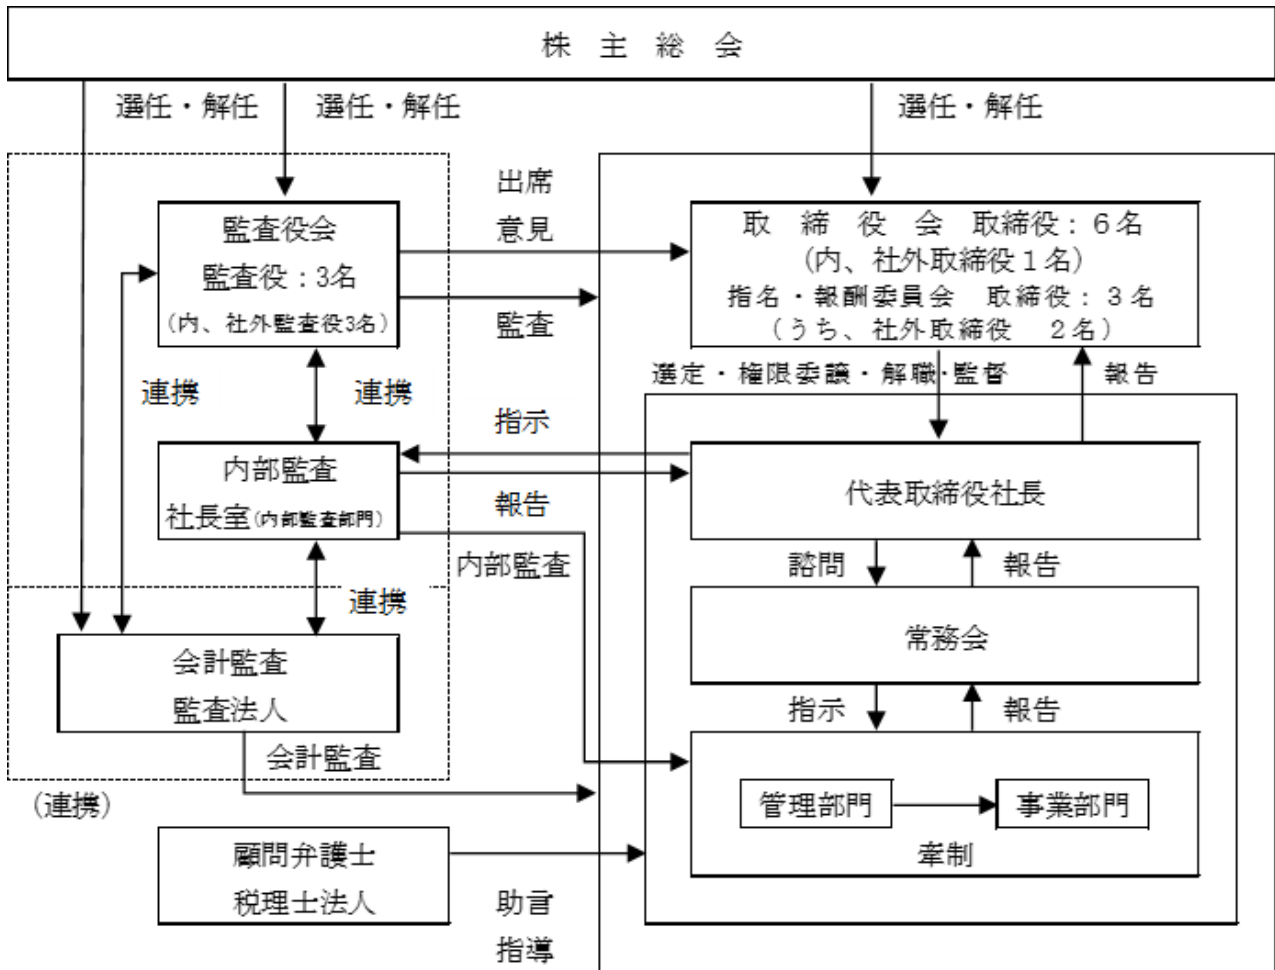 株　主　総　会
選任・解任
選任・解任
選任・解任
監査役会
監査役：3名
(内、社外監査役3名)
出席
意見
監査
取　締　役　会　取締役：６名
(内、社外取締役１名)
指名・報酬委員会　取締役：３名
(うち、社外取締役　２名)
選定・権限委譲・解職・監督
報告
連携
連携
指示
内部監査
社長室(内部監査部門)
報告
内部監査
代表取締役社長
諮問
報告
連携
常務会
会計監査
監査法人
指示
報告
会計監査
(連携)
管理部門
事業部門
牽制
顧問弁護士
税理士法人
助言
指導